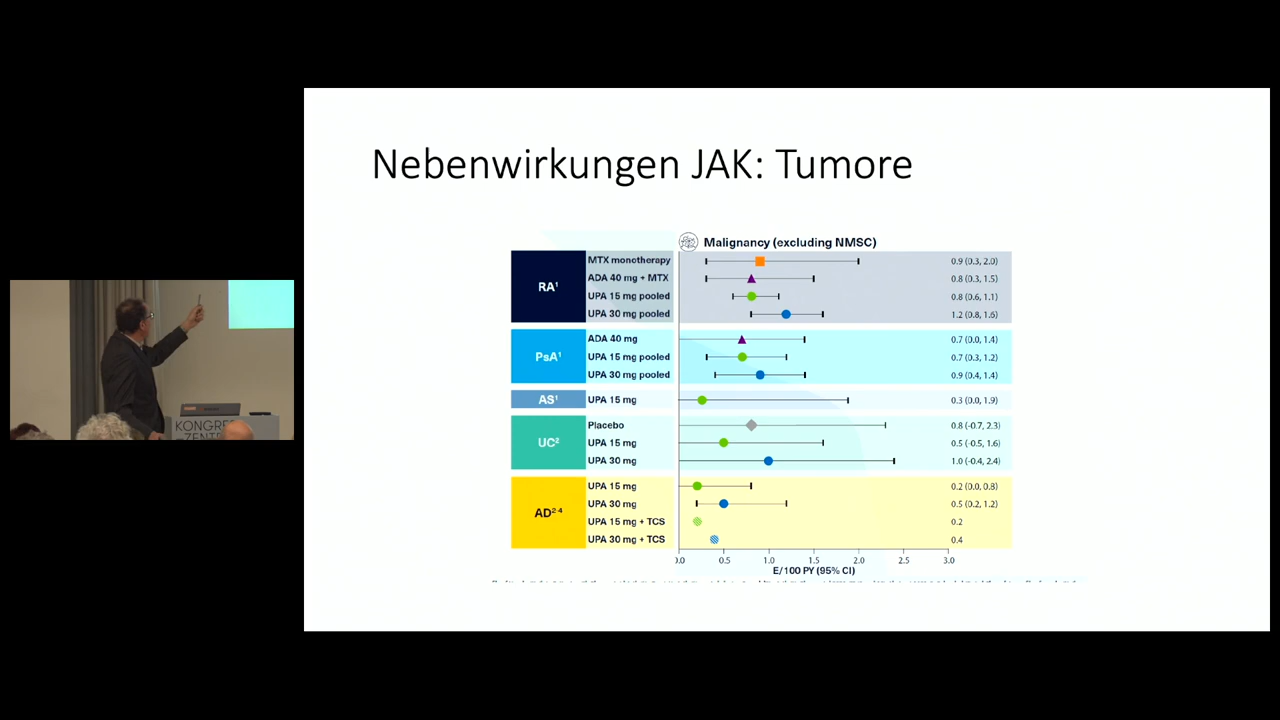 Nebenwirkungen JAK: Tumore
Malignancy (excluding NMSC)
RA¹
MTX monotherapy 0.9 (0.3, 2.0)
ADA 40 mg + MTX 0.8 (0.3, 1.5)
UPA 15 mg pooled 0.8 (0.6, 1.1)
UPA 30 mg pooled 1.2 (0.8, 1.6)
PsA¹
ADA 40 mg 0.7 (0.0, 1.4)
UPA 15 mg pooled 0.7 (0.3, 1.2)
UPA 30 mg pooled 0.9 (0.4, 1.4)
AS¹
UPA 15 mg 0.3 (0.0, 1.9)
UC²
Placebo 0.8 (-0.7, 2.3)
UPA 15 mg 0.5 (-0.5, 1.6)
UPA 30 mg 1.0 (-0.4, 2.4)
AD²⁻⁴
UPA 15 mg 0.2 (0.0, 0.8)
UPA 30 mg 0.5 (0.2, 1.2)
UPA 15 mg + TCS 0.2
UPA 30 mg + TCS 0.4
0.0 0.5 1.0 1.5 2.0 2.5 3.0
E/100 PY (95% CI)
KONGRES
ZENTR